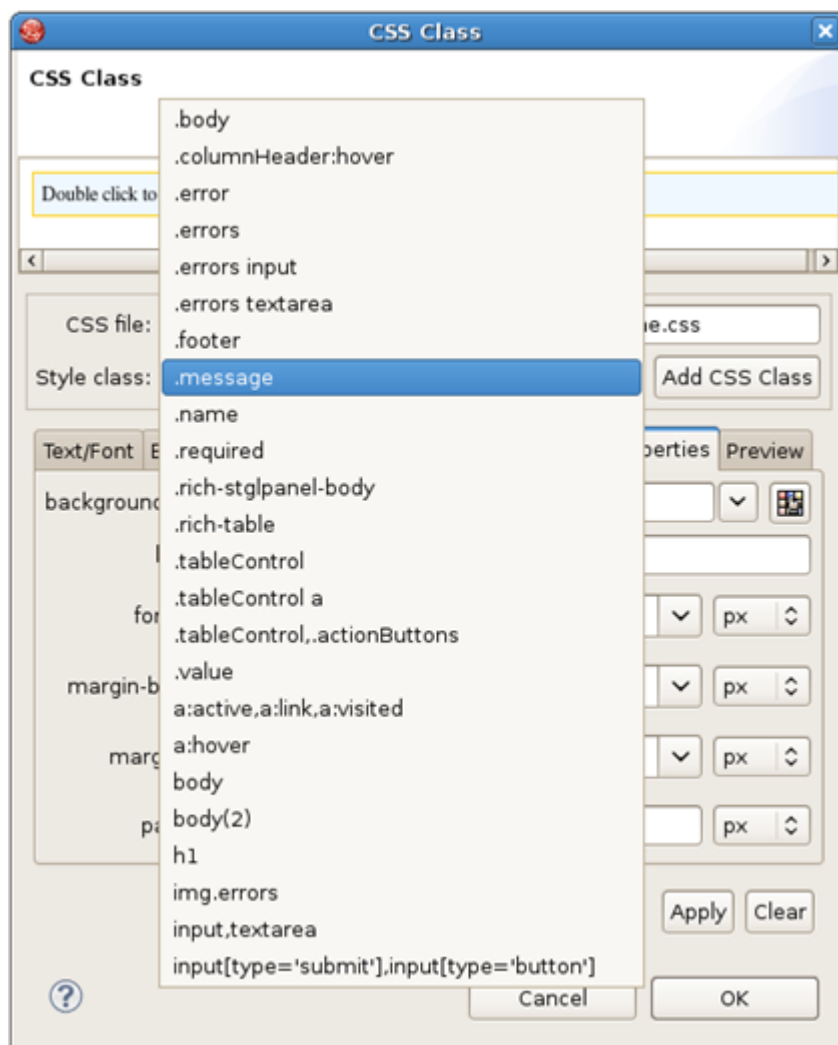 CSS Class
CSS Class
.body
.columnHeader:hover
Double click to
.error
.errors
.errors input
.errors textarea
CSS file:
.footer
Style class:
.message
Add CSS Class
.name
Text/Font
.required
Preview
background
.rich-stglpanel-body
.rich-table
.tableControl
.tableControl a
px
.tableControl,.actionButtons
.value
margin-b
px
a:active,a:link,a:visited
a:hover
px
body
body(2)
px
h1
img.errors
Apply Clear
input,textarea
input[type='submit'],input[type='button']
?
Cancel OK